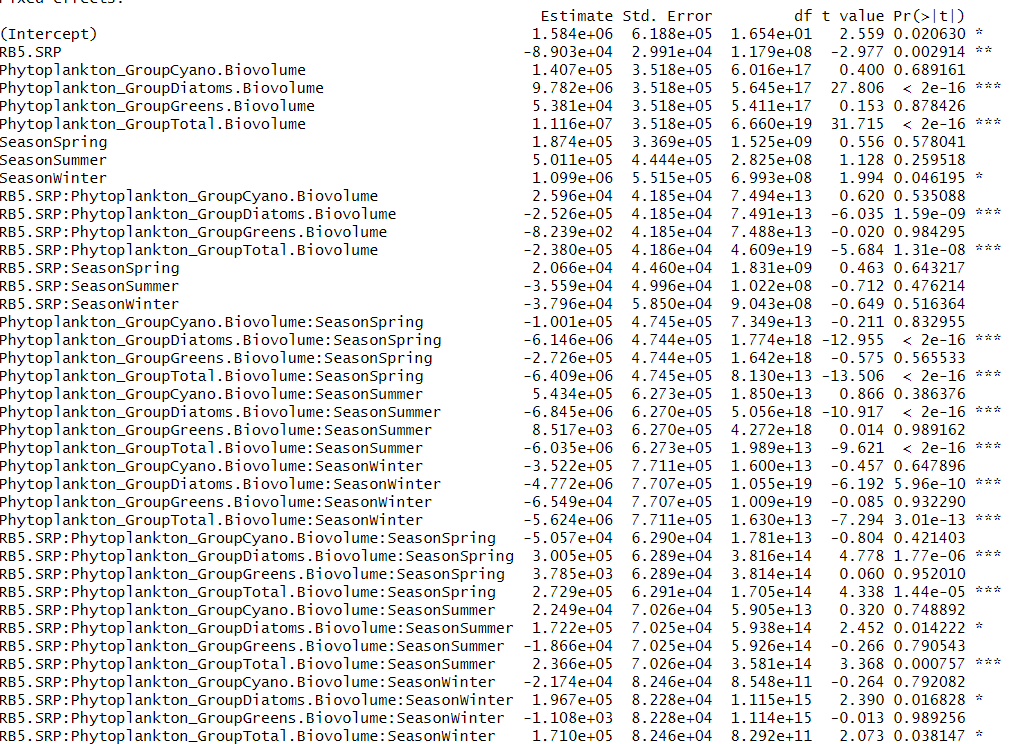 Fixed effects:
Estimate Std. Error df t value Pr(>|t|)
(Intercept) 1.584e+06 6.188e+05 1.654e+01 2.559 0.020630 *
RB5.SRP -8.903e+04 2.991e+04 1.179e+08 -2.977 0.002914 **
Phytoplankton_GroupCyano.Biovolume 1.407e+05 3.518e+05 6.016e+17 0.400 0.689161
Phytoplankton_GroupDiatoms.Biovolume 9.782e+06 3.518e+05 5.645e+17 27.806 < 2e-16 ***
Phytoplankton_GroupGreens.Biovolume 5.381e+04 3.518e+05 5.411e+17 0.153 0.878426
Phytoplankton_GroupTotal.Biovolume 1.116e+07 3.518e+05 6.660e+19 31.715 < 2e-16 ***
SeasonSpring 1.874e+05 3.369e+05 1.525e+09 0.556 0.578041
SeasonSummer 5.011e+05 4.444e+05 2.825e+08 1.128 0.259518
SeasonWinter 1.099e+06 5.515e+05 6.993e+08 1.994 0.046195 *
RB5.SRP:Phytoplankton_GroupCyano.Biovolume 2.596e+04 4.185e+04 7.494e+13 0.620 0.535088
RB5.SRP:Phytoplankton_GroupDiatoms.Biovolume -2.526e+05 4.185e+04 7.491e+13 -6.035 1.59e-09 ***
RB5.SRP:Phytoplankton_GroupGreens.Biovolume -8.239e+02 4.185e+04 7.488e+13 -0.020 0.984295
RB5.SRP:Phytoplankton_GroupTotal.Biovolume -2.380e+05 4.186e+04 4.609e+19 -5.684 1.31e-08 ***
RB5.SRP:SeasonSpring 2.066e+04 4.460e+04 1.831e+09 0.463 0.643217
RB5.SRP:SeasonSummer -3.559e+04 4.996e+04 1.022e+08 -0.712 0.476214
RB5.SRP:SeasonWinter -3.796e+04 5.850e+04 9.043e+08 -0.649 0.516364
Phytoplankton_GroupCyano.Biovolume:SeasonSpring -1.001e+05 4.745e+05 7.349e+13 -0.211 0.832955
Phytoplankton_GroupDiatoms.Biovolume:SeasonSpring -6.146e+06 4.744e+05 1.774e+18 -12.955 < 2e-16 ***
Phytoplankton_GroupGreens.Biovolume:SeasonSpring -2.726e+05 4.744e+05 1.642e+18 -0.575 0.565533
Phytoplankton_GroupTotal.Biovolume:SeasonSpring -6.409e+06 4.745e+05 8.130e+13 -13.506 < 2e-16 ***
Phytoplankton_GroupCyano.Biovolume:SeasonSummer 5.434e+05 6.273e+05 1.850e+13 0.866 0.386376
Phytoplankton_GroupDiatoms.Biovolume:SeasonSummer -6.845e+06 6.270e+05 5.056e+18 -10.917 < 2e-16 ***
Phytoplankton_GroupGreens.Biovolume:SeasonSummer 8.517e+03 6.270e+05 4.272e+18 0.014 0.989162
Phytoplankton_GroupTotal.Biovolume:SeasonSummer -6.035e+06 6.273e+05 1.989e+13 -9.621 < 2e-16 ***
Phytoplankton_GroupCyano.Biovolume:SeasonWinter -3.522e+05 7.711e+05 1.600e+13 -0.457 0.647896
Phytoplankton_GroupDiatoms.Biovolume:SeasonWinter -4.772e+06 7.707e+05 1.055e+19 -6.192 5.96e-10 ***
Phytoplankton_GroupGreens.Biovolume:SeasonWinter -6.549e+04 7.707e+05 1.009e+19 -0.085 0.932290
Phytoplankton_GroupTotal.Biovolume:SeasonWinter -5.624e+06 7.711e+05 1.630e+13 -7.294 3.01e-13 ***
RB5.SRP:Phytoplankton_GroupCyano.Biovolume:SeasonSpring -5.057e+04 6.290e+04 1.781e+13 -0.804 0.421403
RB5.SRP:Phytoplankton_GroupDiatoms.Biovolume:SeasonSpring 3.005e+05 6.289e+04 3.816e+14 4.778 1.77e-06 ***
RB5.SRP:Phytoplankton_GroupGreens.Biovolume:SeasonSpring 3.785e+03 6.289e+04 3.814e+14 0.060 0.952010
RB5.SRP:Phytoplankton_GroupTotal.Biovolume:SeasonSpring 2.729e+05 6.291e+04 1.705e+14 4.338 1.44e-05 ***
RB5.SRP:Phytoplankton_GroupCyano.Biovolume:SeasonSummer 2.249e+04 7.026e+04 5.905e+13 0.320 0.748892
RB5.SRP:Phytoplankton_GroupDiatoms.Biovolume:SeasonSummer 1.722e+05 7.025e+04 5.938e+14 2.452 0.014222 *
RB5.SRP:Phytoplankton_GroupGreens.Biovolume:SeasonSummer -1.866e+04 7.025e+04 5.926e+14 -0.266 0.790543
RB5.SRP:Phytoplankton_GroupTotal.Biovolume:SeasonSummer 2.366e+05 7.026e+04 3.581e+14 3.368 0.000757 ***
RB5.SRP:Phytoplankton_GroupCyano.Biovolume:SeasonWinter -2.174e+04 8.246e+04 8.548e+11 -0.264 0.792082
RB5.SRP:Phytoplankton_GroupDiatoms.Biovolume:SeasonWinter 1.967e+05 8.228e+04 1.115e+15 2.390 0.016828 *
RB5.SRP:Phytoplankton_GroupGreens.Biovolume:SeasonWinter -1.108e+03 8.228e+04 1.114e+15 -0.013 0.989256
RB5.SRP:Phytoplankton_GroupTotal.Biovolume:SeasonWinter 1.710e+05 8.246e+04 8.292e+11 2.073 0.038147 *